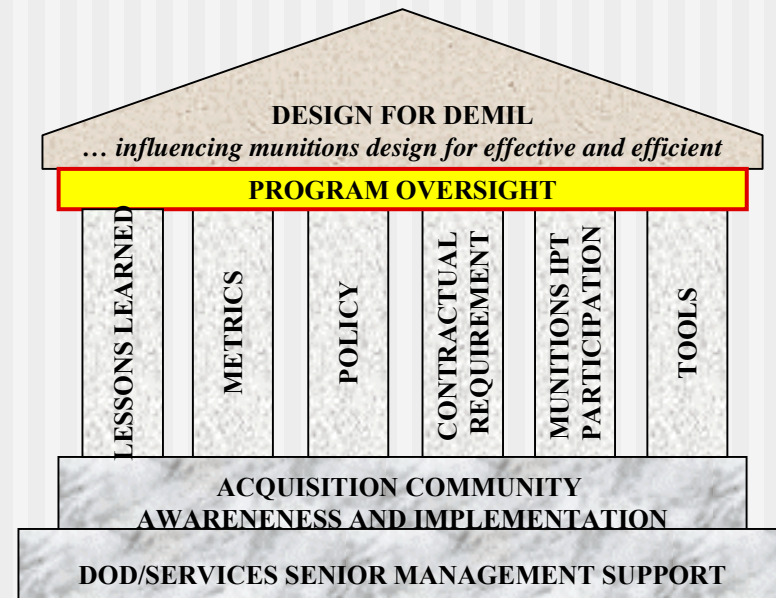 DESIGN FOR DEMIL
… influencing munitions design for effective and efficient
PROGRAM OVERSIGHT
LESSONS LEARNED
METRICS
POLICY
CONTRACTUAL
REQUIREMENT
MUNITIONS IPT
PARTICIPATION
TOOLS
ACQUISITION COMMUNITY
AWARENENESS AND IMPLEMENTATION
DOD/SERVICES SENIOR MANAGEMENT SUPPORT